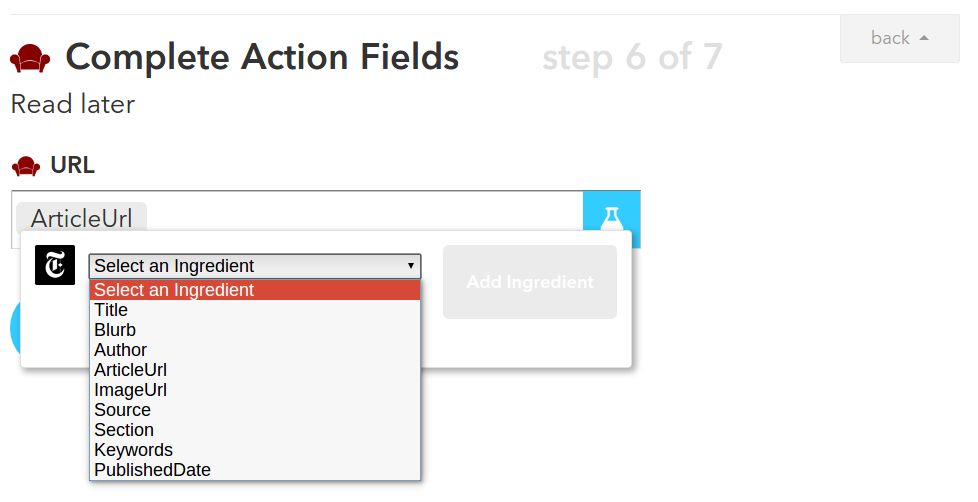 back
Complete Action Fields step 6 of 7
Read later
URL
ArticleUrl
T
Select an Ingredient
Add Ingredient
Select an Ingredient
Title
Blurb
Author
ArticleUrl
ImageUrl
Source
Section
Keywords
PublishedDate